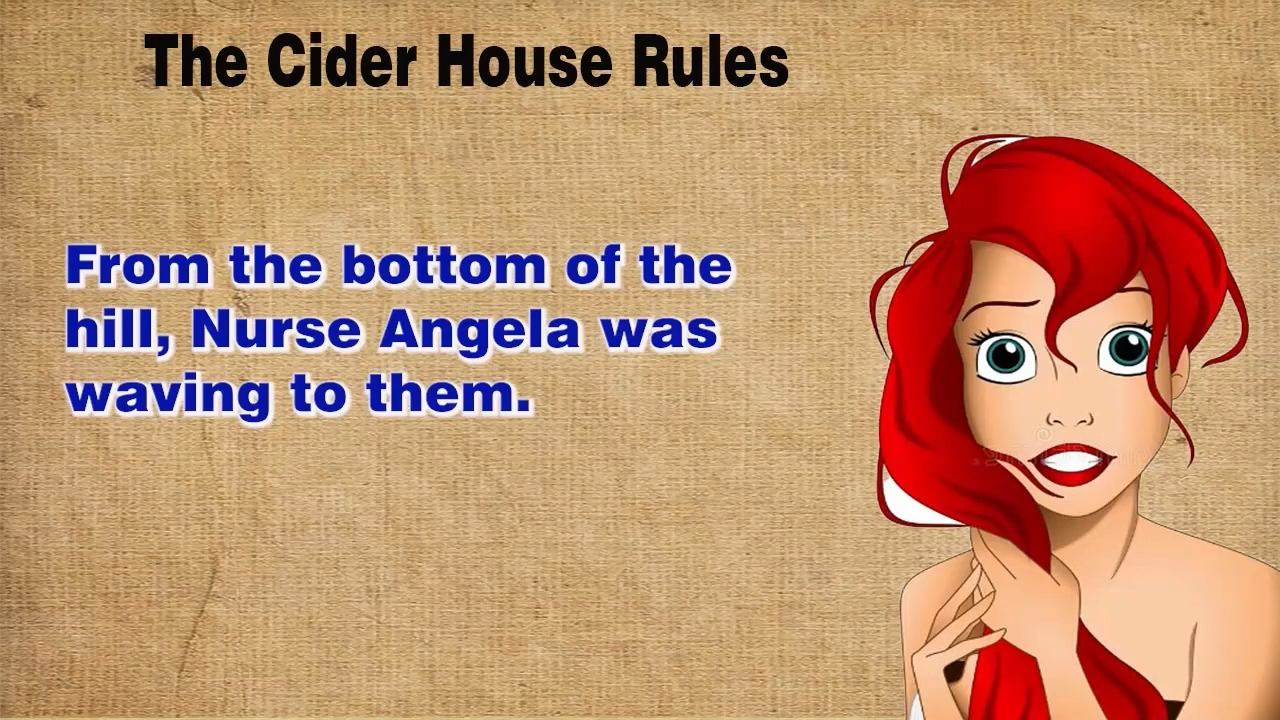 The Cider House Rules
From the bottom of the
hill, Nurse Angela was
waving to them.